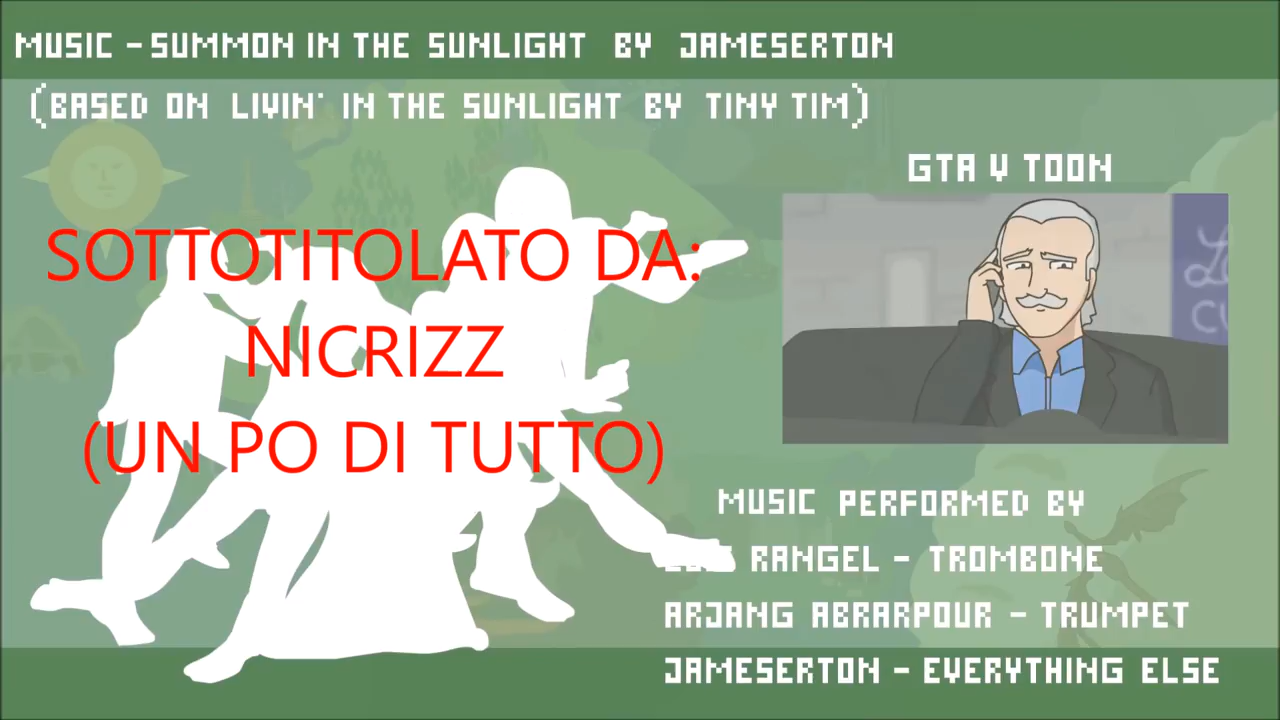 MUSIC - SUMMON IN THE SUNLIGHT BY JAMESERTON
(BASED ON LIVIN' IN THE SUNLIGHT BY TINY TIM)
GTA V TOON
SOTTOTITOLATO DA:
NICRIZZ
(UN PO DI TUTTO)
MUSIC PERFORMED BY
RANGEL - TROMBONE
ARJANG ABRARPOUR - TRUMPET
JAMESERTON - EVERYTHING ELSE